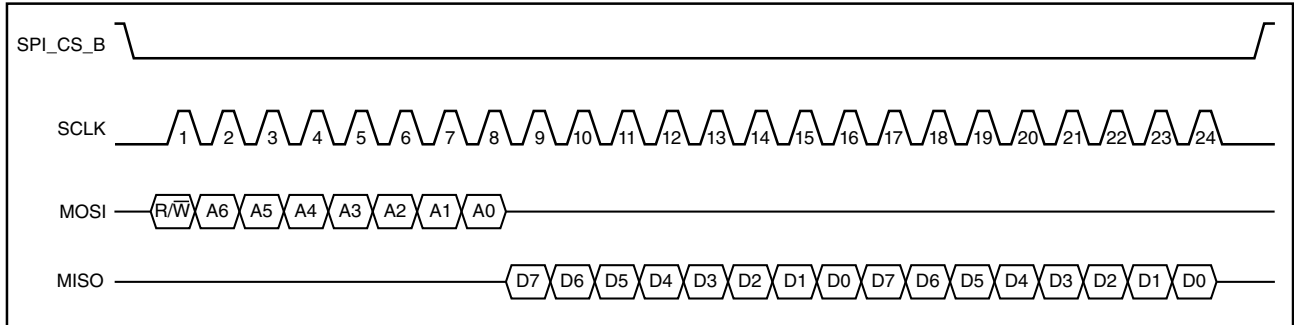 SPI_CS_B
SCLK 1 2 3 4 5 6 7 8 9 10 11 12 13 14 15 16 17 18 19 20 21 22 23 24
MOSI R/W̅ A6 A5 A4 A3 A2 A1 A0
MISO D7 D6 D5 D4 D3 D2 D1 D0 D7 D6 D5 D4 D3 D2 D1 D0